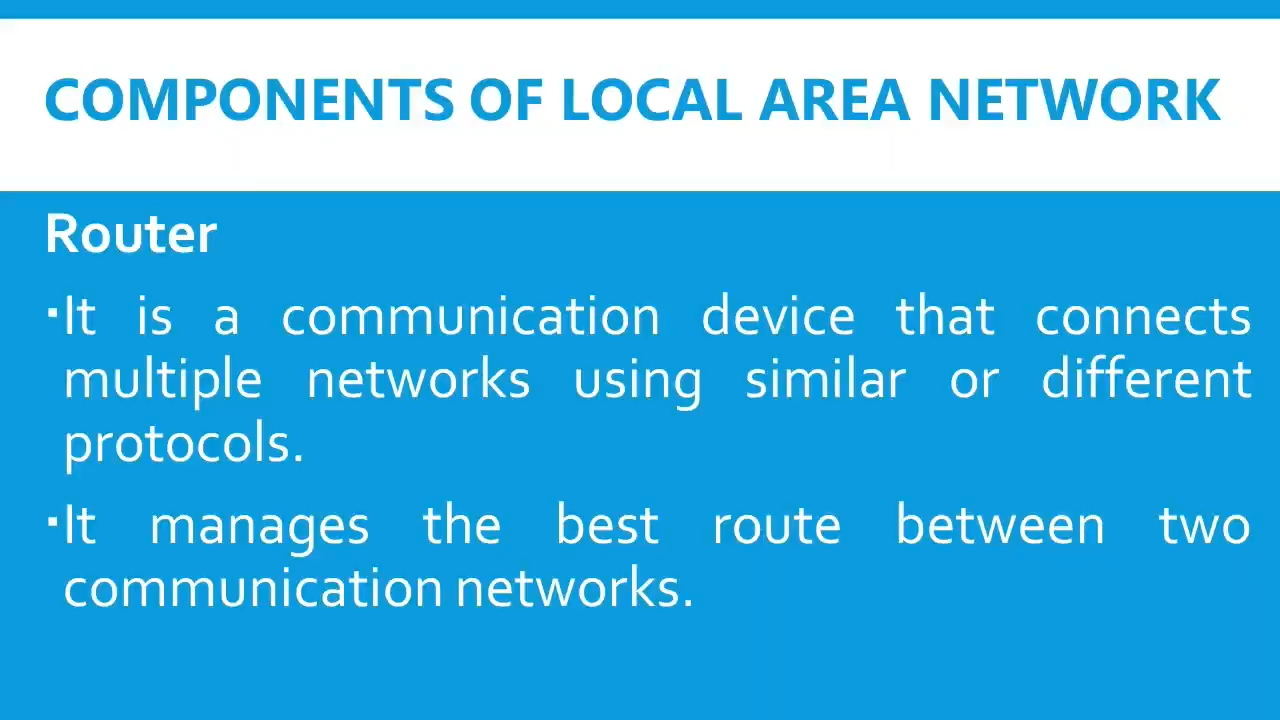 COMPONENTS OF LOCAL AREA NETWORK
Router
▪It is a communication device that connects
multiple networks using similar or different
protocols.
▪It manages the best route between two
communication networks.